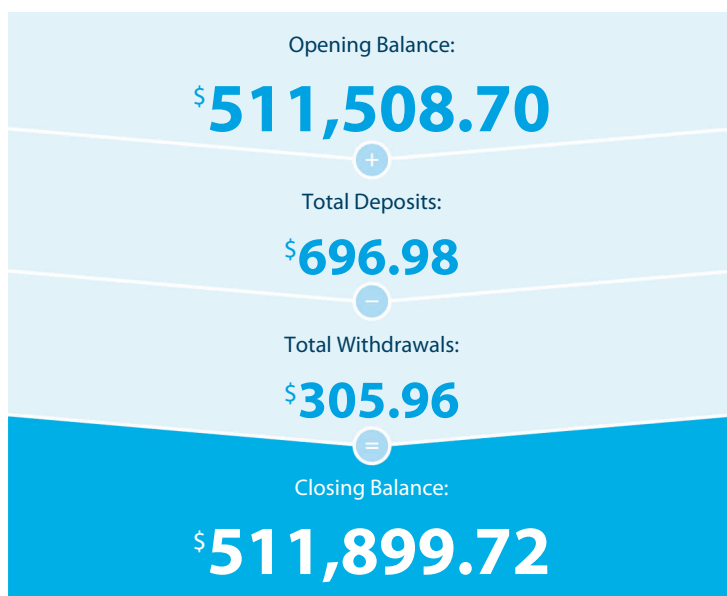 Opening Balance:
$511,508.70
+
Total Deposits:
$696.98
−
Total Withdrawals:
$305.96
=
Closing Balance:
$511,899.72